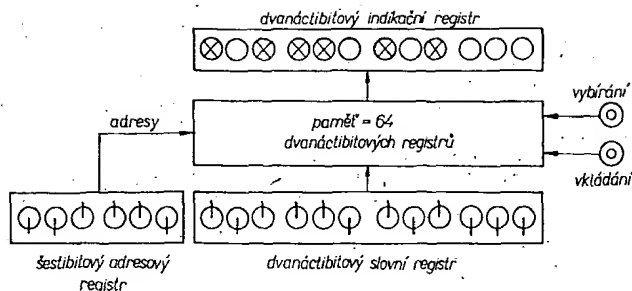 dvanáctibitový indikační registr
adresy
paměť = 64
dvanáctibitových registrů
vybírání
vkládání
šestibitový adresový
registr
dvanáctibitový slovní registr